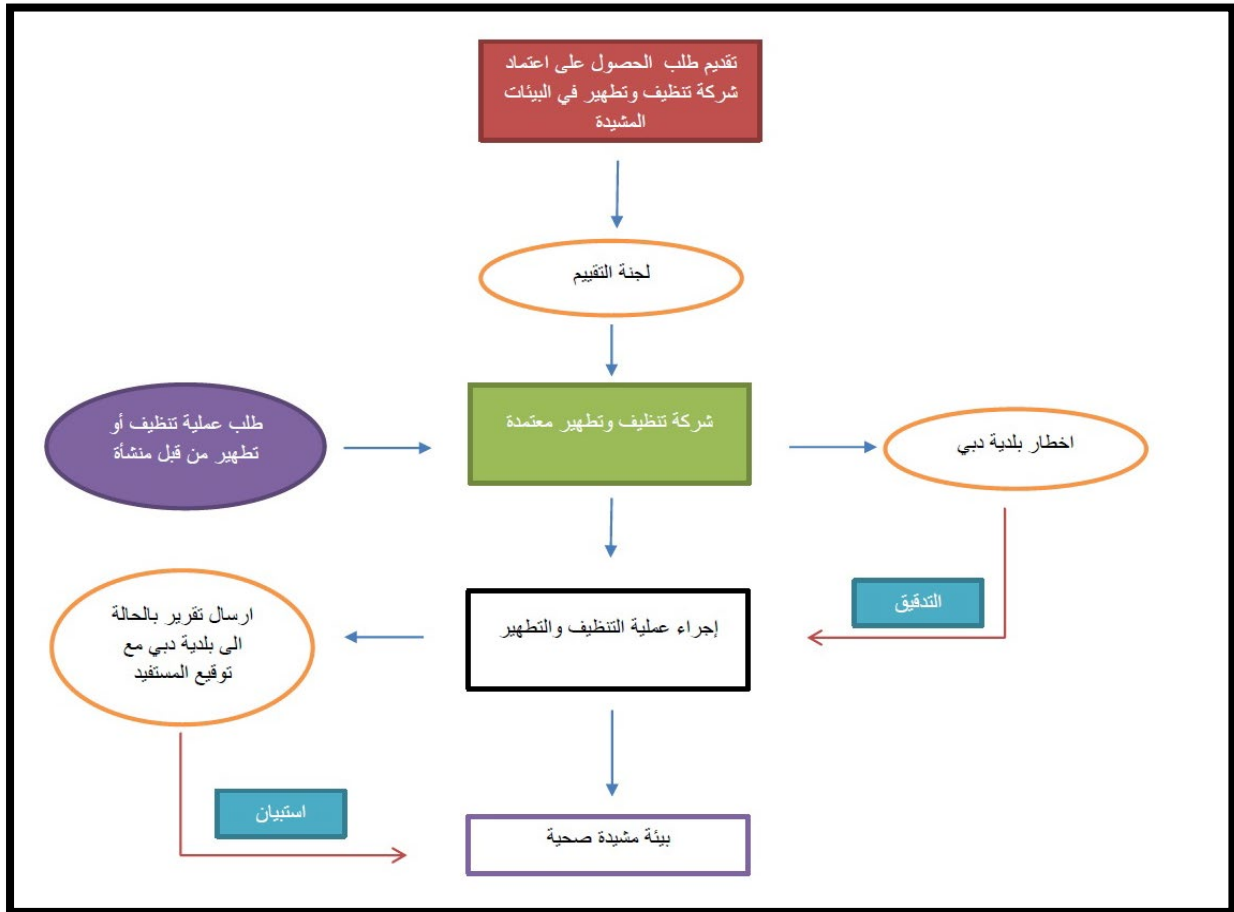 تقديم طلب الحصول على اعتماد
شركة تنظيف وتطهير في البيئات
المشيدة
لجنة التقييم
طلب عملية تنظيف أو
تطهير من قبل منشأة
شركة تنظيف وتطهير معتمدة
اخطار بلدية دبي
التدقيق
إجراء عملية التنظيف والتطهير
ارسال تقرير بالحالة
الى بلدية دبي مع
توقيع المستفيد
استبيان
بيئة مشيدة صحية